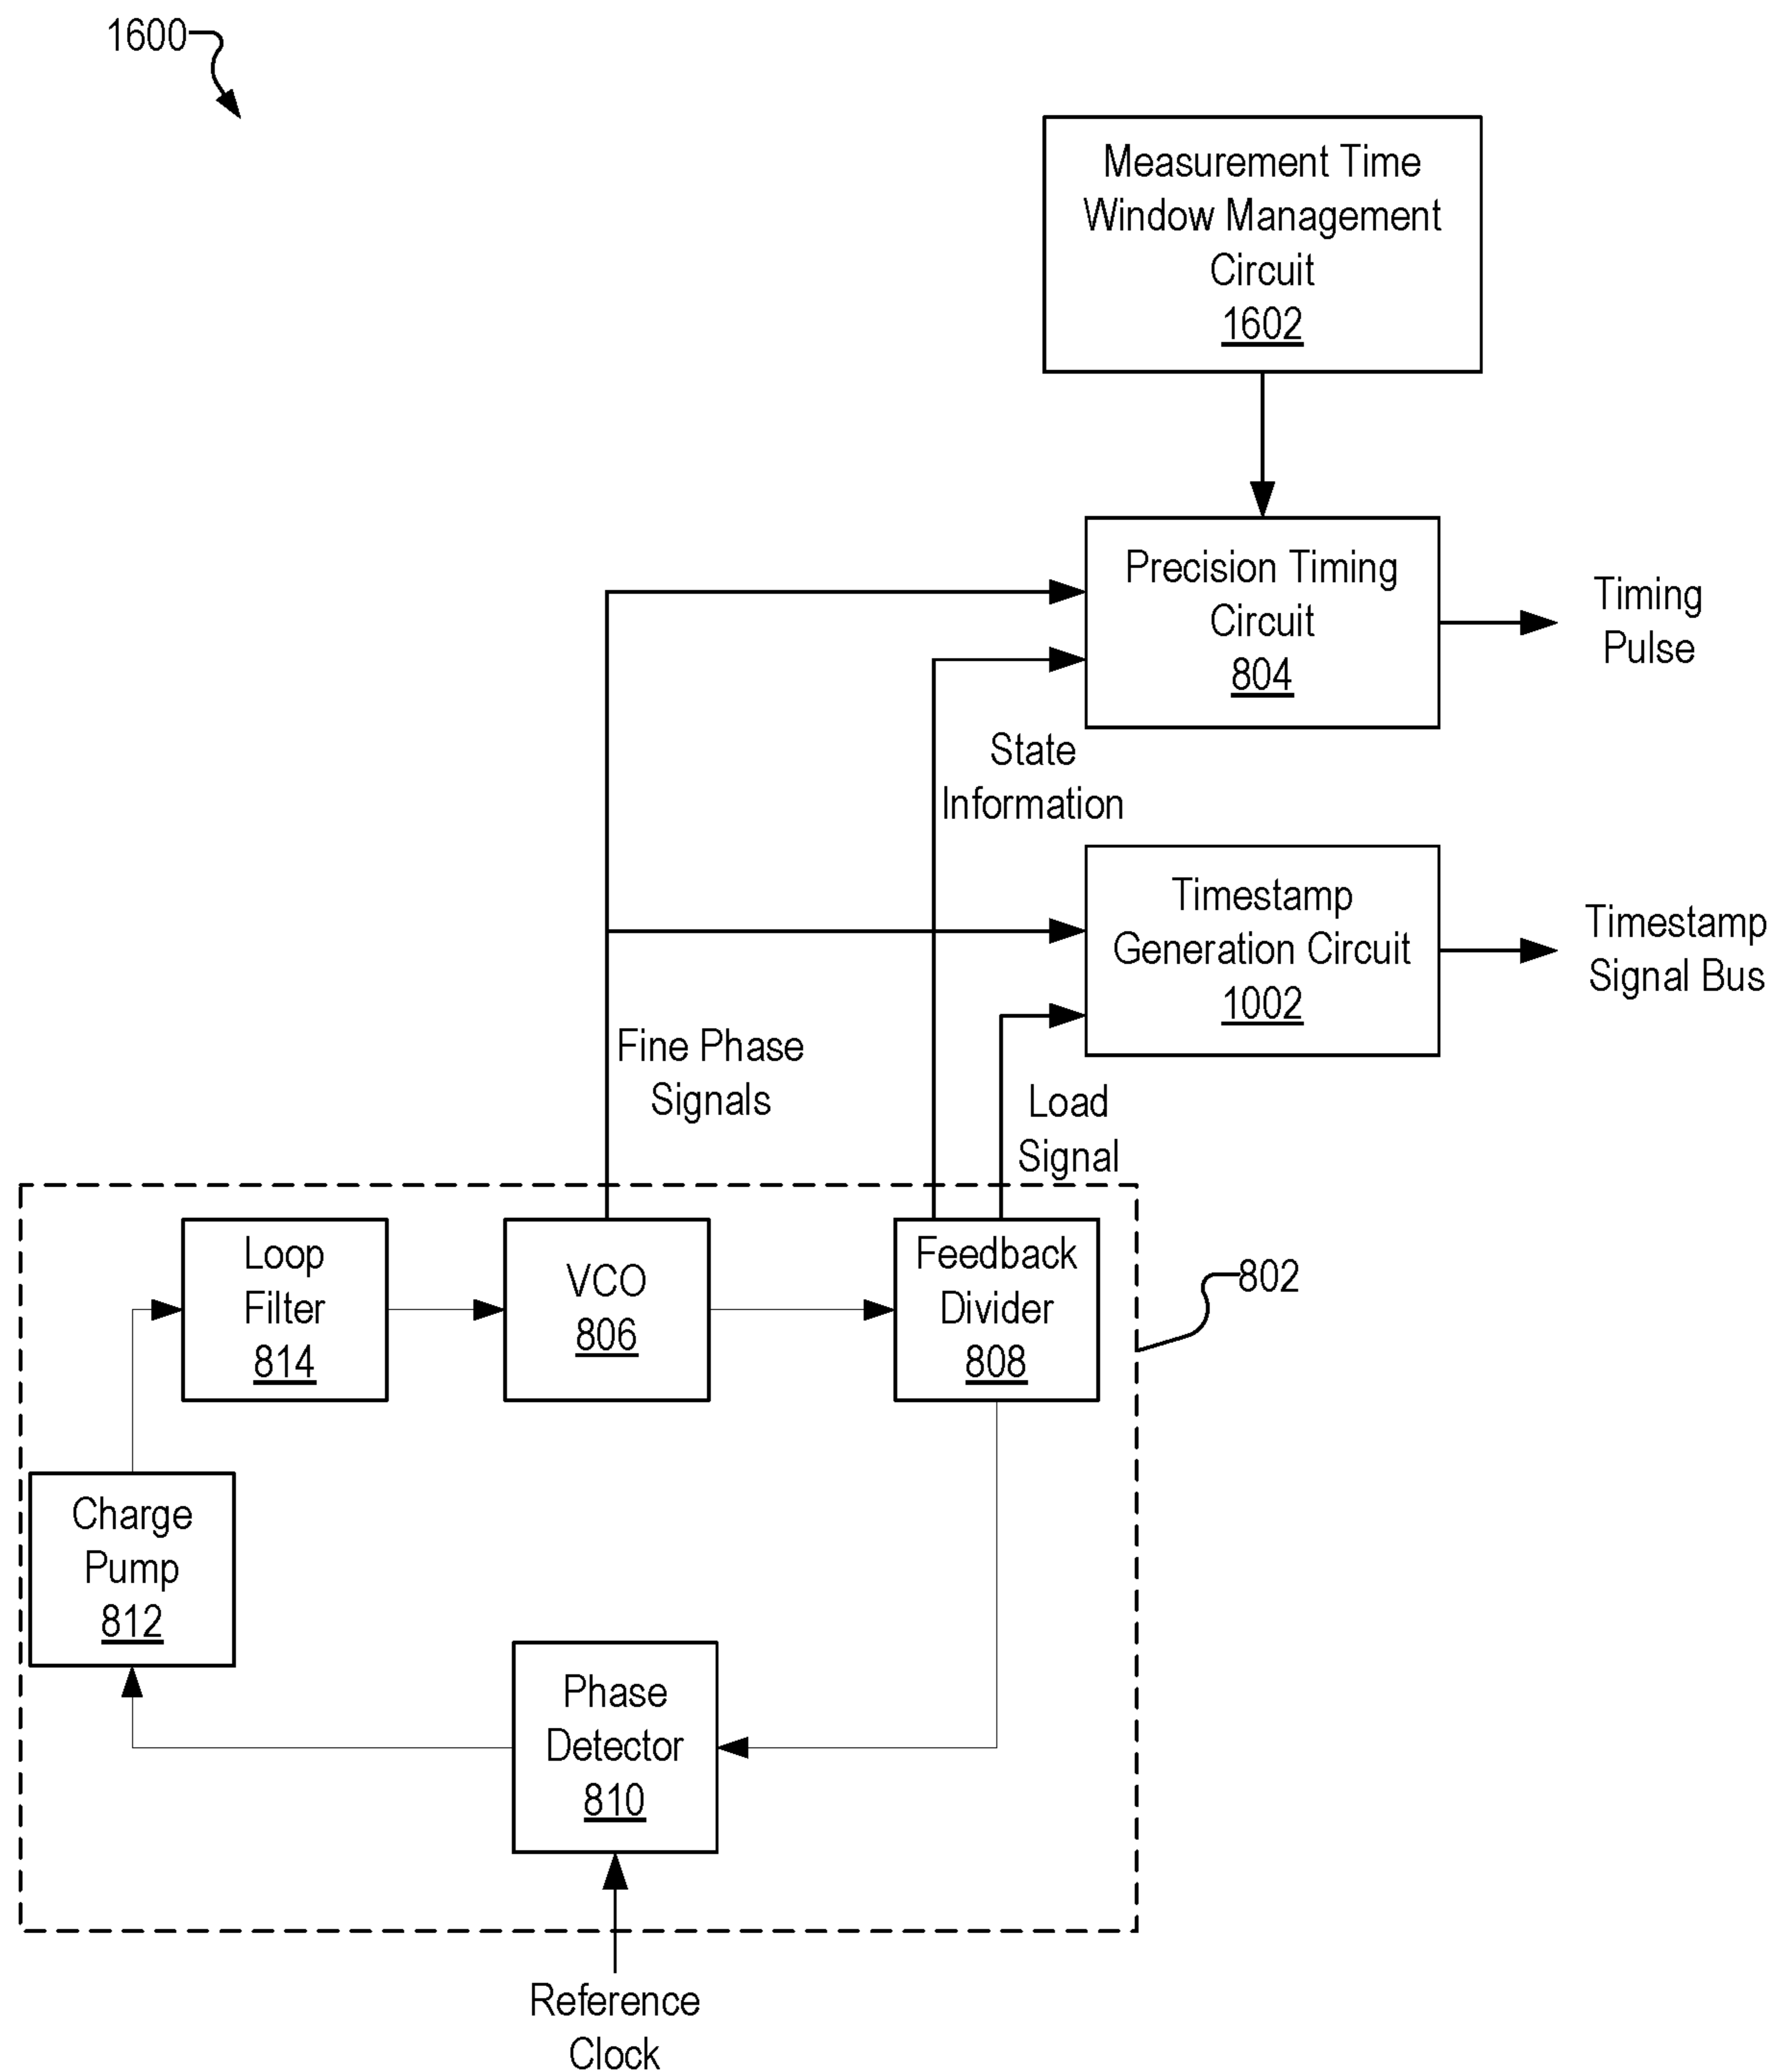 1600
Measurement Time
Window Management
Circuit
1602
Precision Timing
Circuit
804
Timing
Pulse
State
Information
Timestamp
Generation Circuit
1002
Timestamp
Signal Bus
Fine Phase
Signals
Load
Signal
Loop
Filter
814
VCO
806
Feedback
Divider
808
802
Charge
Pump
812
Phase
Detector
810
Reference
Clock